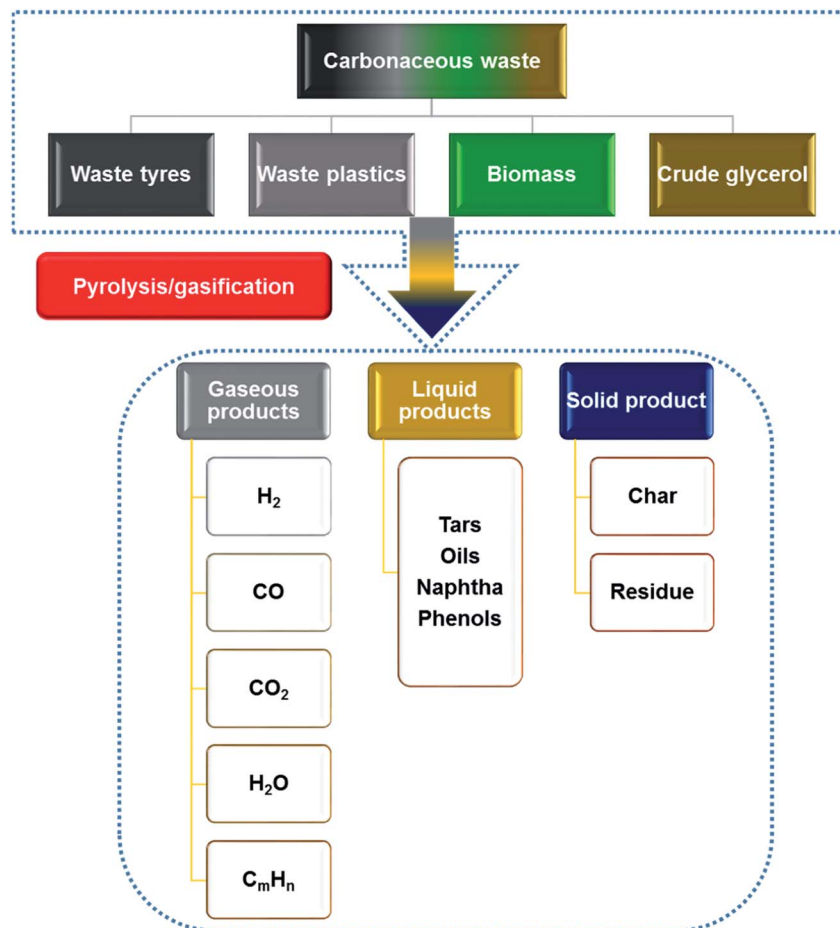 Carbonaceous waste
Waste tyres
Waste plastics
Biomass
Crude glycerol
Pyrolysis/gasification
Gaseous
products
H₂
CO
CO₂
H₂O
CₘHₙ
Liquid
products
Tars
Oils
Naphtha
Phenols
Solid product
Char
Residue